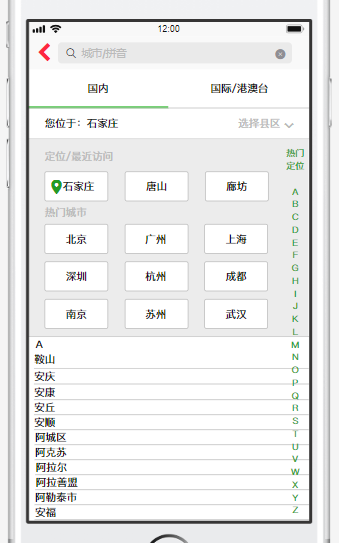 12:00
城市/拼音
国内 国际/港澳台
您位于：石家庄 选择县区
定位/最近访问
石家庄 唐山 廊坊
热门城市
北京 广州 上海
深圳 杭州 成都
南京 苏州 武汉
A
鞍山
安庆
安康
安丘
安顺
阿城区
阿克苏
阿拉尔
阿拉善盟
阿勒泰市
安福
热门
定位
A
B
C
D
E
F
G
H
I
J
K
L
M
N
O
P
Q
R
S
T
U
V
W
X
Y
Z